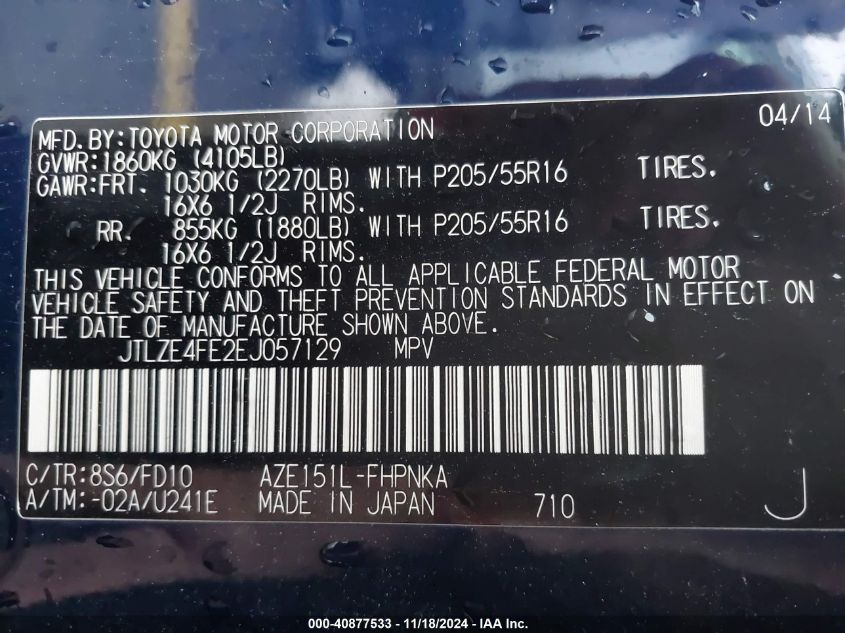 04/14
MFD.BY:TOYOTA MOTOR CORPORATION
GVWR:1860KG (4105LB)
GAWR:FRT. 1030KG (2270LB) WITH P205/55R16 TIRES.
16X6 1/2J RIMS.
RR. 855KG (1880LB) WITH P205/55R16 TIRES.
16X6 1/2J RIMS.
THIS VEHICLE CONFORMS TO ALL APPLICABLE FEDERAL MOTOR
VEHICLE SAFETY AND THEFT PREVENTION STANDARDS IN EFFECT ON
THE DATE OF MANUFACTURE SHOWN ABOVE.
JTLZE4FE2EJ057129 MPV
C/TR:8S6/FD10 AZE151L-FHPNKA
A/TM:-02A/U241E MADE IN JAPAN 710 J
000-40877533 - 11/18/2024 - IAA Inc.